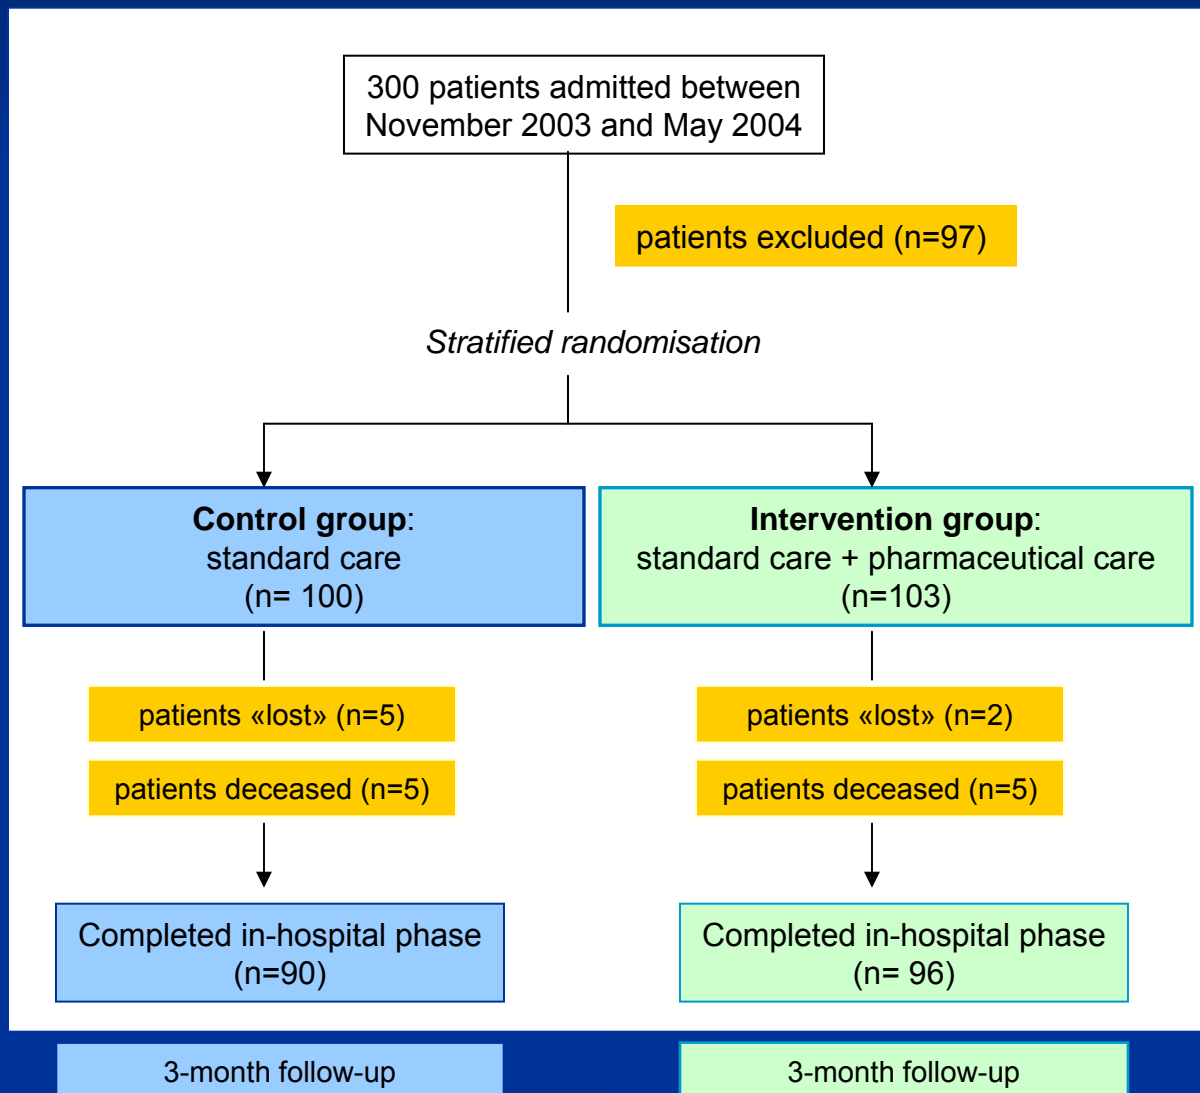 300 patients admitted between
November 2003 and May 2004
patients excluded (n=97)
Stratified randomisation
Control group:
standard care
(n= 100)
Intervention group:
standard care + pharmaceutical care
(n=103)
patients «lost» (n=5)
patients deceased (n=5)
patients «lost» (n=2)
patients deceased (n=5)
Completed in-hospital phase
(n=90)
Completed in-hospital phase
(n= 96)
3-month follow-up
3-month follow-up